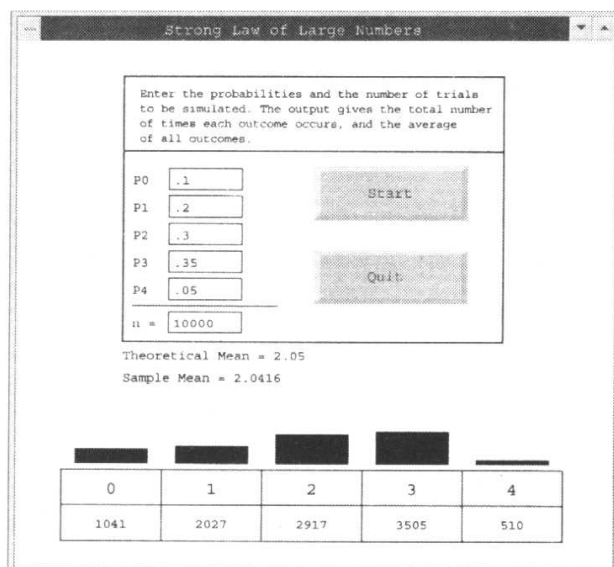 Strong Law of Large Numbers
Enter the probabilities and the number of trials
to be simulated. The output gives the total number
of times each outcome occurs, and the average
of all outcomes.
P0 .1
P1 .2
P2 .3
P3 .35
P4 .05
n = 10000
Start
Quit
Theoretical Mean = 2.05
Sample Mean = 2.0416
0 1 2 3 4
1041 2027 2917 3505 510